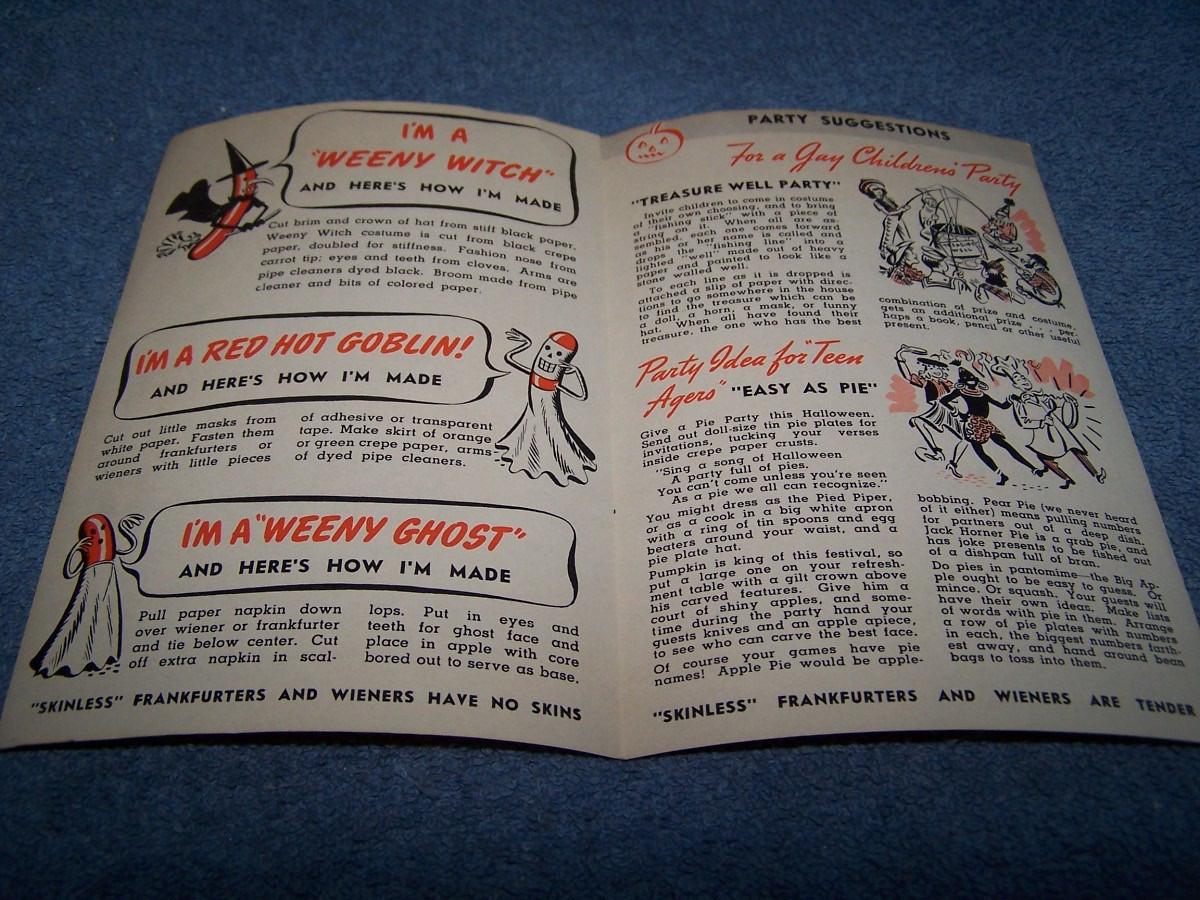 I'M A
"WEENY WITCH"
AND HERE'S HOW I'M MADE
Cut brim and crown of hat from stiff black paper.
Weeny Witch costume is cut from black crepe
paper, doubled for stiffness. Fashion nose from
carrot tip; eyes and teeth from cloves. Arms are
pipe cleaners dyed black. Broom made from pipe
cleaner and bits of colored paper.
I'M A RED HOT GOBLIN!
AND HERE'S HOW I'M MADE
Cut out little masks from
white paper. Fasten them
around frankfurters or
wieners with little pieces
of adhesive or transparent
tape. Make skirt of orange
or green crepe paper, arms
of dyed pipe cleaners.
I'M A "WEENY GHOST"
AND HERE'S HOW I'M MADE
Pull paper napkin down
over wiener or frankfurter
and tie below center. Cut
off extra napkin in scal-
lops. Put in eyes and
teeth for ghost face and
place in apple with core
bored out to serve as base.
"SKINLESS" FRANKFURTERS AND WIENERS HAVE NO SKINS
PARTY SUGGESTIONS
For a Gay Children's Party
"TREASURE WELL PARTY"
Invite children to come in costume
of their own choosing, and to bring
a "fishing stick" with a piece of
string on it. When all are as-
sembled, each one comes forward
as his or her name is called and
drops the "fishing line" into a
lighted "well" made out of heavy
paper and painted to look like a
stone walled well.
To each line as it is dropped is
attached a slip of paper with direc-
tions to go somewhere in the house
to find the treasure which can be
a doll, a horn, a mask, or funny
hat. When all have found their
treasure, the one who has the best
combination of prize and costume,
gets an additional prize . . . per-
haps a book, pencil or other useful
present.
Party Idea for "Teen
Agers" "EASY AS PIE"
Give a Pie Party this Halloween.
Send out doll-size tin pie plates for
invitations, tucking your verses
inside crepe paper crusts.
"Sing a song of Halloween
A party full of pies.
You can't come unless you're seen
As a pie we all can recognize."
You might dress as the Pied Piper,
or as a cook in a big white apron
with a ring of tin spoons and egg
beaters around your waist, and a
pie plate hat.
Pumpkin is king of this festival, so
put a large one on your refresh-
ment table with a gilt crown above
his carved features. Give him a
court of shiny apples, and some-
time during the party hand your
guests knives and an apple apiece,
to see who can carve the best face.
Of course your games have pie
names! Apple Pie would be apple-
bobbing. Pear Pie (we never heard
of it either) means pulling numbers
for partners out of a deep dish.
Jack Horner Pie is a grab pie, and
has joke presents to be fished out
of a dishpan full of bran.
Do pies in pantomime—the Big Ap-
ple ought to be easy to guess. Or
mince. Or squash. Your guests will
have their own ideas. Make lists
of words with pie in them. Arrange
a row of pie plates with numbers
in each, the biggest numbers farth-
est away, and hand around bean
bags to toss into them.
"SKINLESS" FRANKFURTERS AND WIENERS ARE TENDER